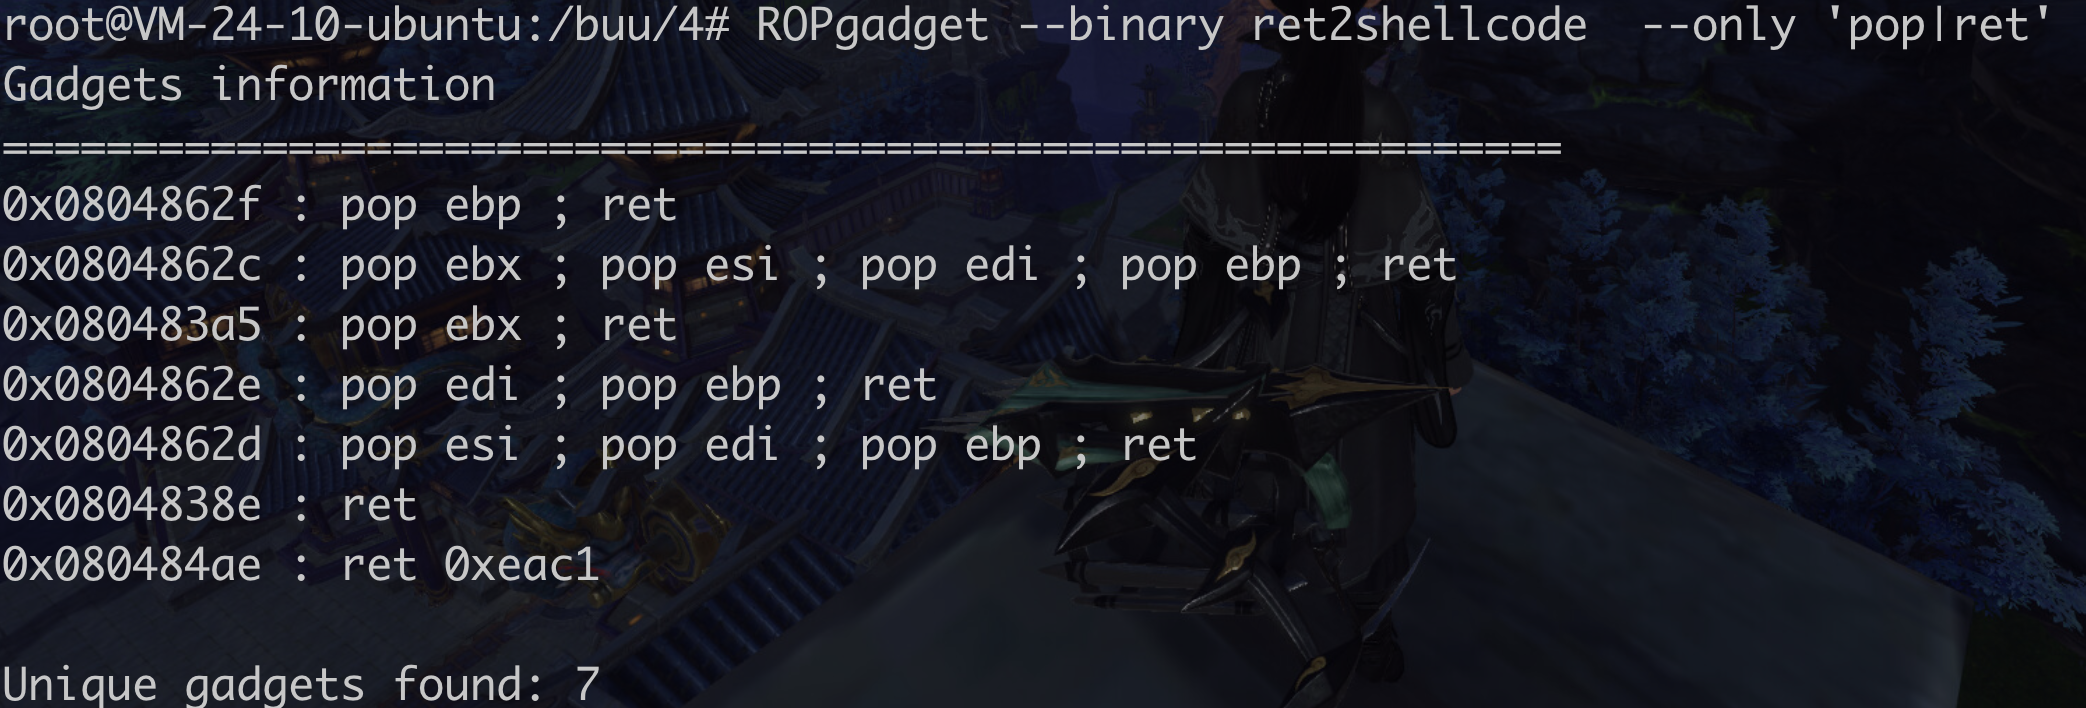 root@VM-24-10-ubuntu:/buu/4# ROPgadget --binary ret2shellcode  --only 'pop|ret'
Gadgets information
============================================================
0x0804862f : pop ebp ; ret
0x0804862c : pop ebx ; pop esi ; pop edi ; pop ebp ; ret
0x080483a5 : pop ebx ; ret
0x0804862e : pop edi ; pop ebp ; ret
0x0804862d : pop esi ; pop edi ; pop ebp ; ret
0x0804838e : ret
0x080484ae : ret 0xeac1
Unique gadgets found: 7